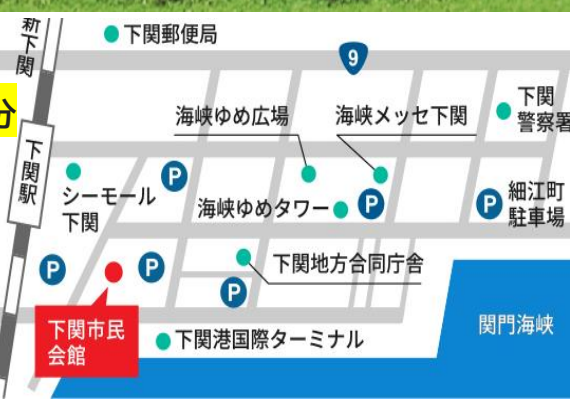 新下関
下関郵便局
9
分
海峡ゆめ広場
海峡メッセ下関
下関
警察署
下関駅
P
シーモール
下関
海峡ゆめタワー
P
P
細江町
駐車場
P
P
下関地方合同庁舎
P
下関市民
会館
下関港国際ターミナル
関門海峡